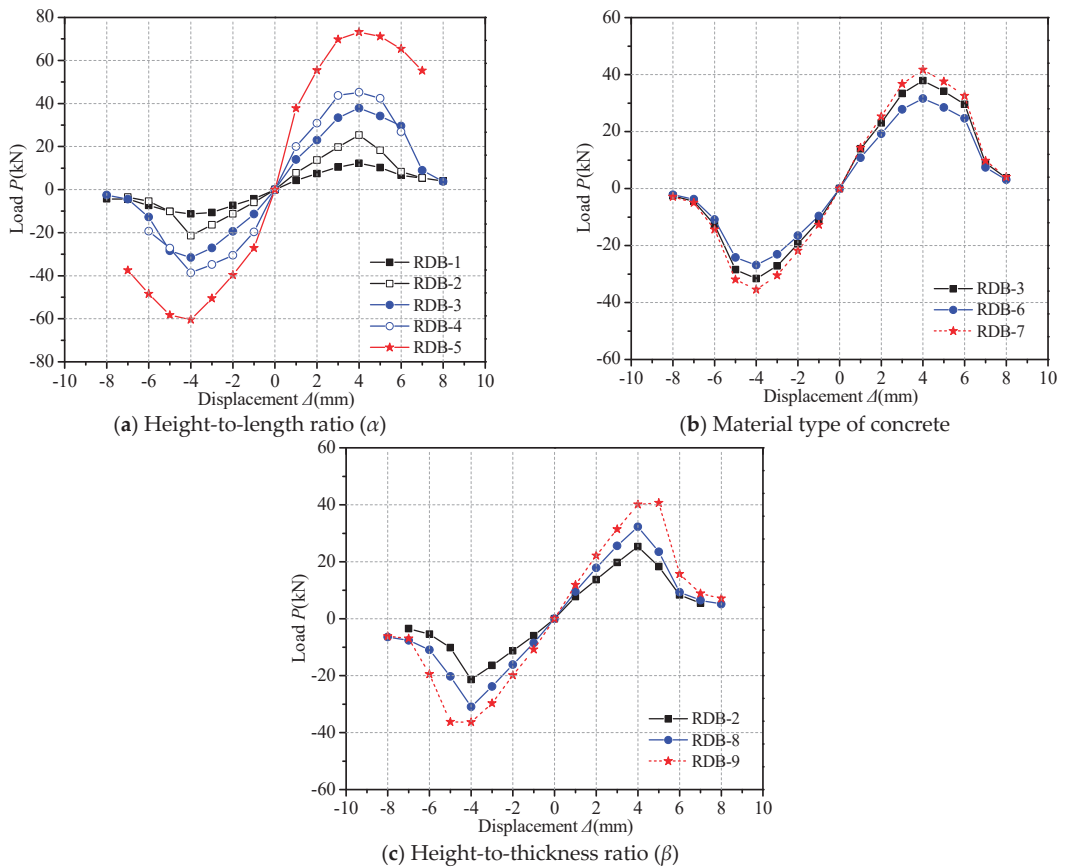 80
60
40
20
0
-20
-40
-60
-80
Load P(kN)
RDB-1
RDB-2
RDB-3
RDB-4
RDB-5
-10 -8 -6 -4 -2 0 2 4 6 8 10
Displacement Δ(mm)
(a) Height-to-length ratio (α)
60
40
20
0
-20
-40
-60
Load P(kN)
RDB-3
RDB-6
RDB-7
-10 -8 -6 -4 -2 0 2 4 6 8 10
Displacement Δ(mm)
(b) Material type of concrete
60
40
20
0
-20
-40
-60
Load P(kN)
RDB-2
RDB-8
RDB-9
-10 -8 -6 -4 -2 0 2 4 6 8 10
Displacement Δ(mm)
(c) Height-to-thickness ratio (β)